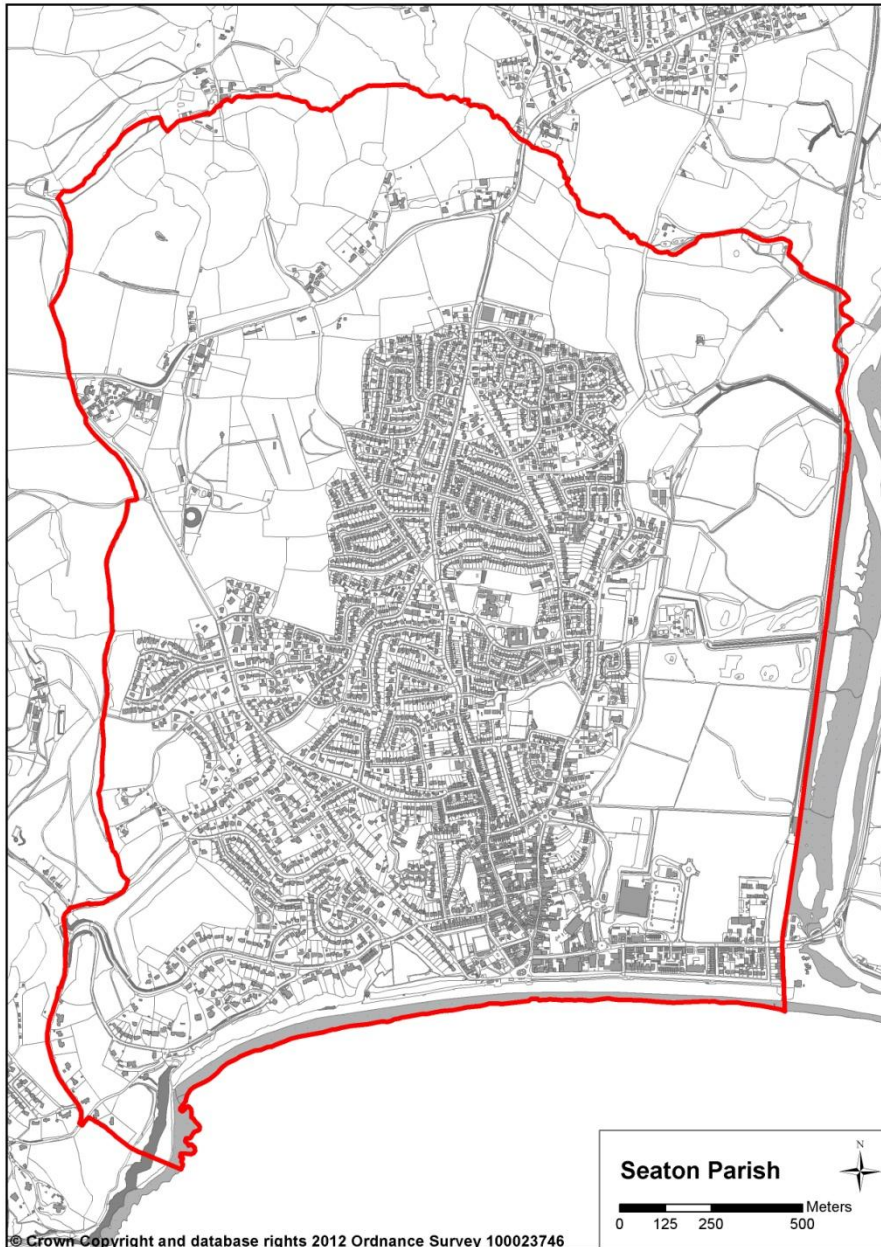 Seaton Parish
N
Meters
0 125 250 500
© Crown Copyright and database rights 2012 Ordnance Survey 100023746